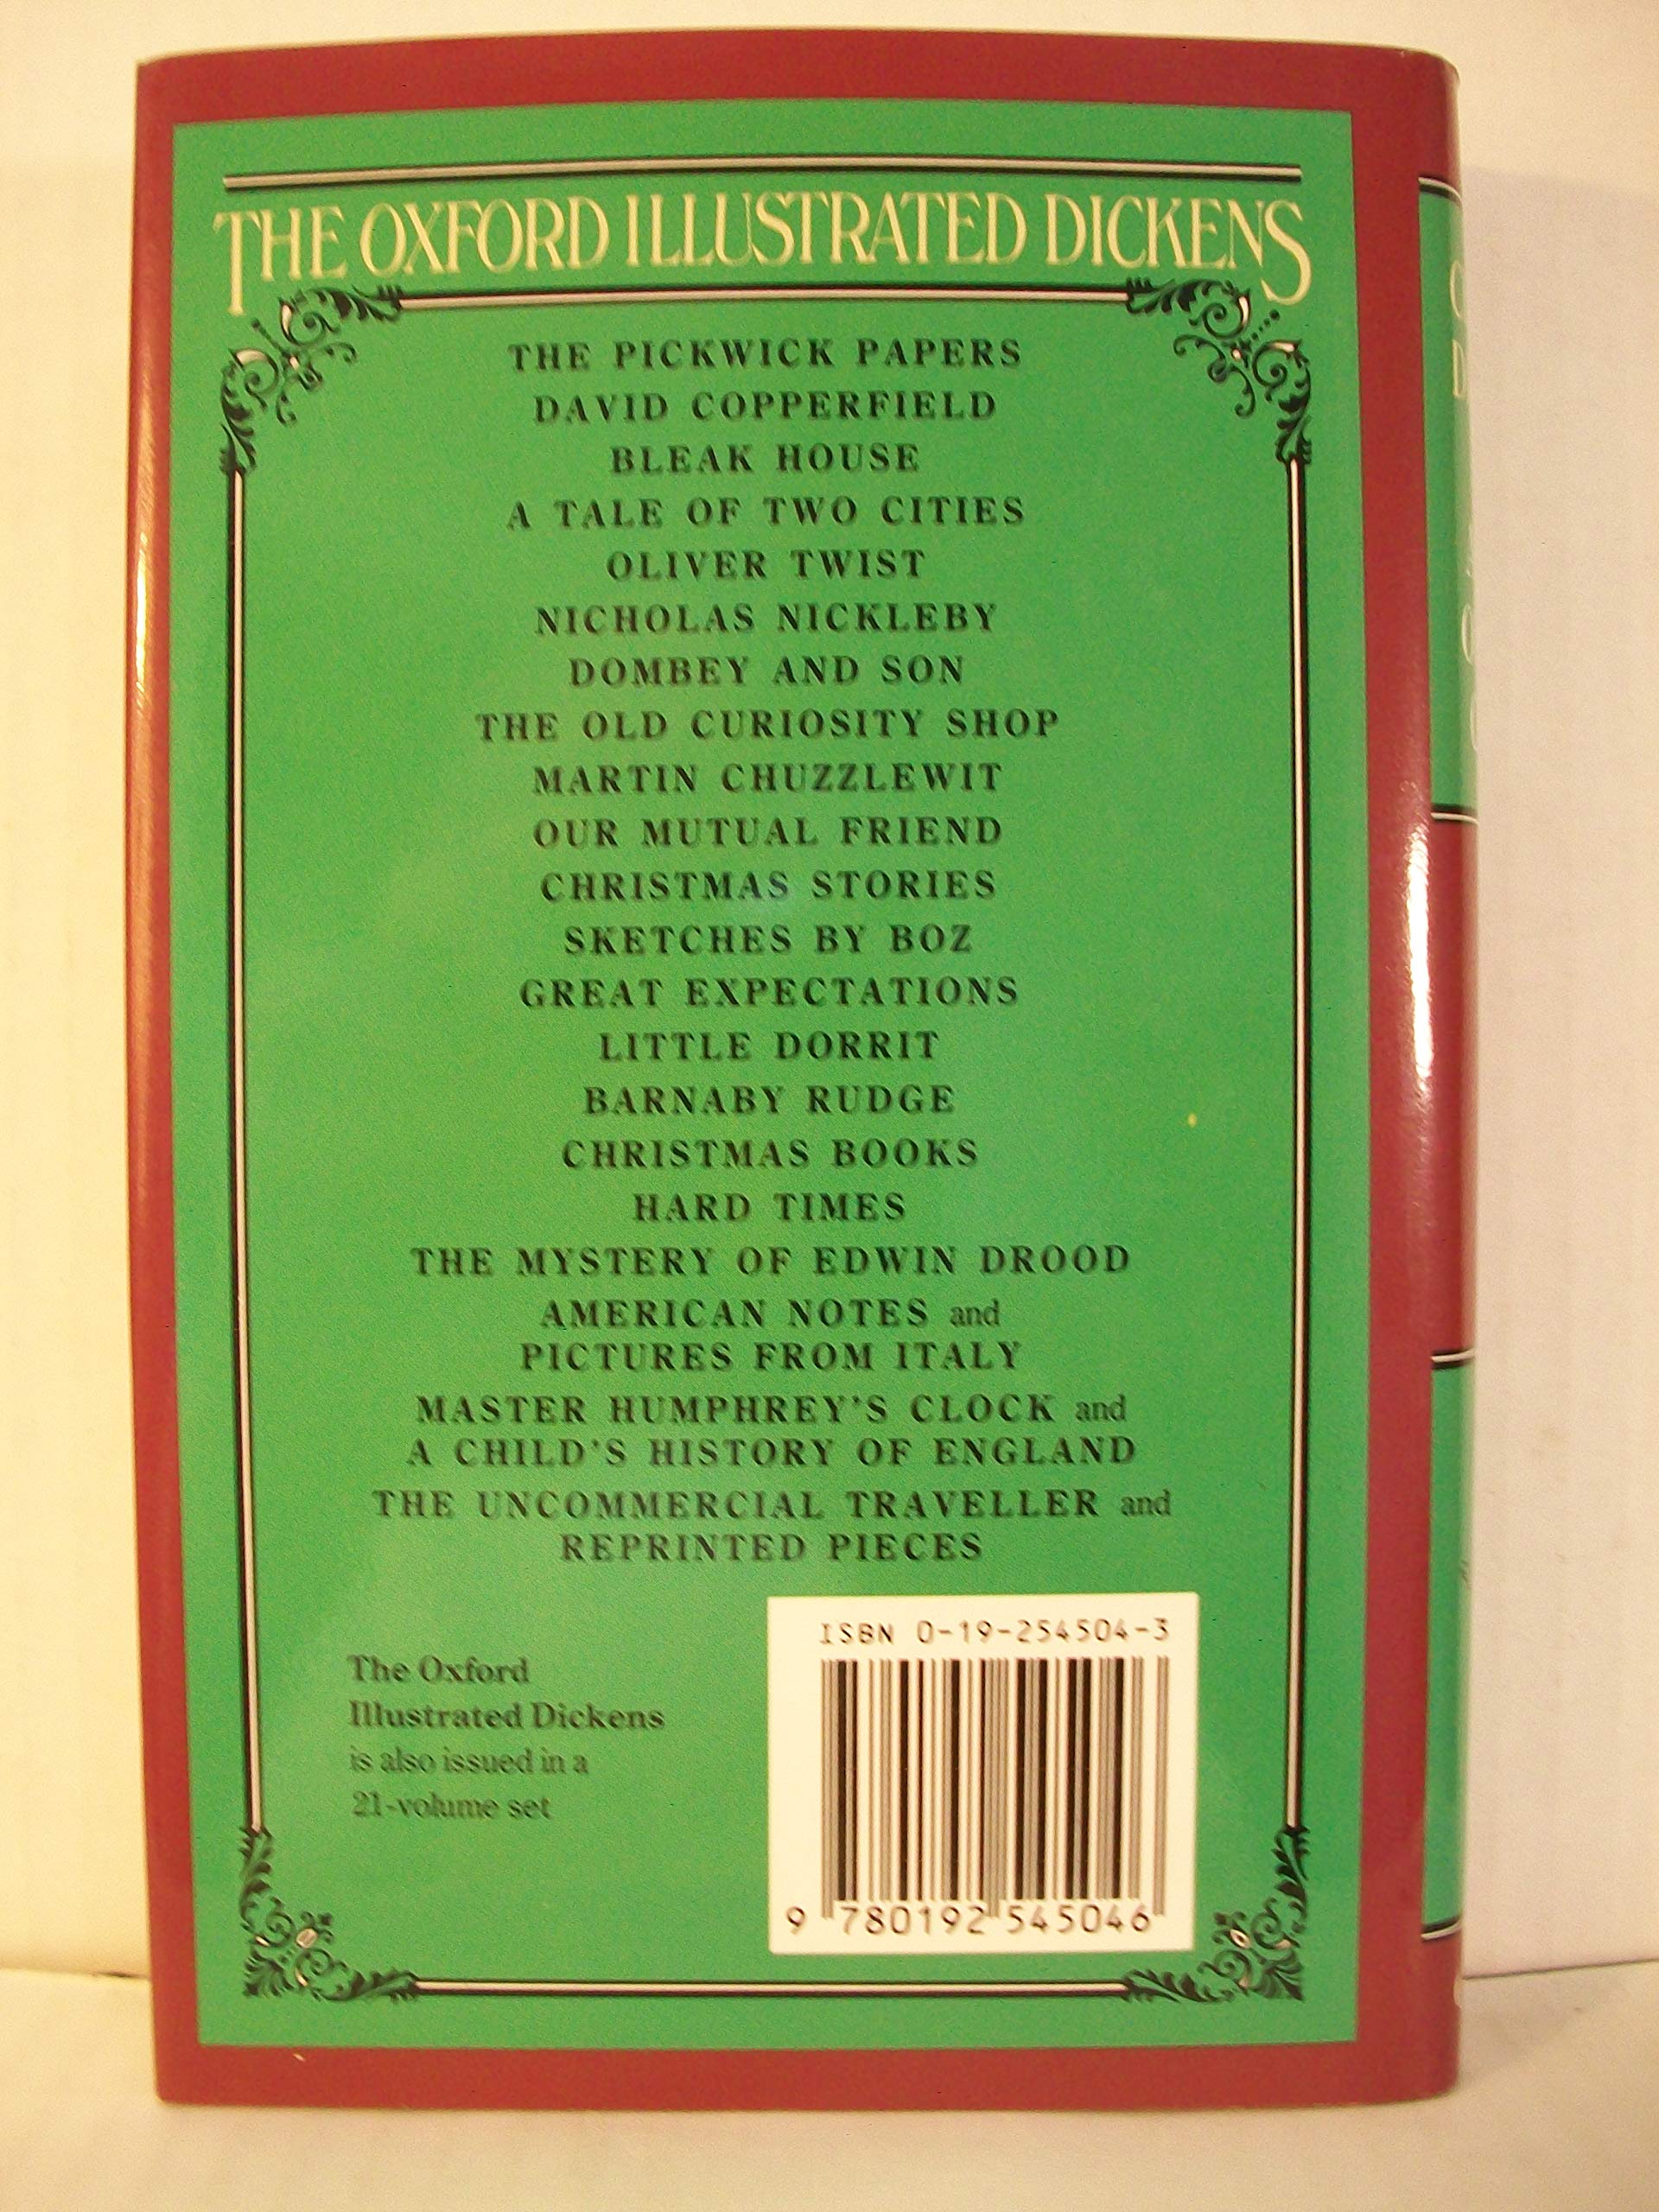 THE OXFORD ILLUSTRATED DICKENS
THE PICKWICK PAPERS
DAVID COPPERFIELD
BLEAK HOUSE
A TALE OF TWO CITIES
OLIVER TWIST
NICHOLAS NICKLEBY
DOMBEY AND SON
THE OLD CURIOSITY SHOP
MARTIN CHUZZLEWIT
OUR MUTUAL FRIEND
CHRISTMAS STORIES
SKETCHES BY BOZ
GREAT EXPECTATIONS
LITTLE DORRIT
BARNABY RUDGE
CHRISTMAS BOOKS
HARD TIMES
THE MYSTERY OF EDWIN DROOD
AMERICAN NOTES and
PICTURES FROM ITALY
MASTER HUMPHREY'S CLOCK and
A CHILD'S HISTORY OF ENGLAND
THE UNCOMMERCIAL TRAVELLER and
REPRINTED PIECES
The Oxford
Illustrated Dickens
is also issued in a
21-volume set
ISBN 0-19-254504-3
9 780192 545046